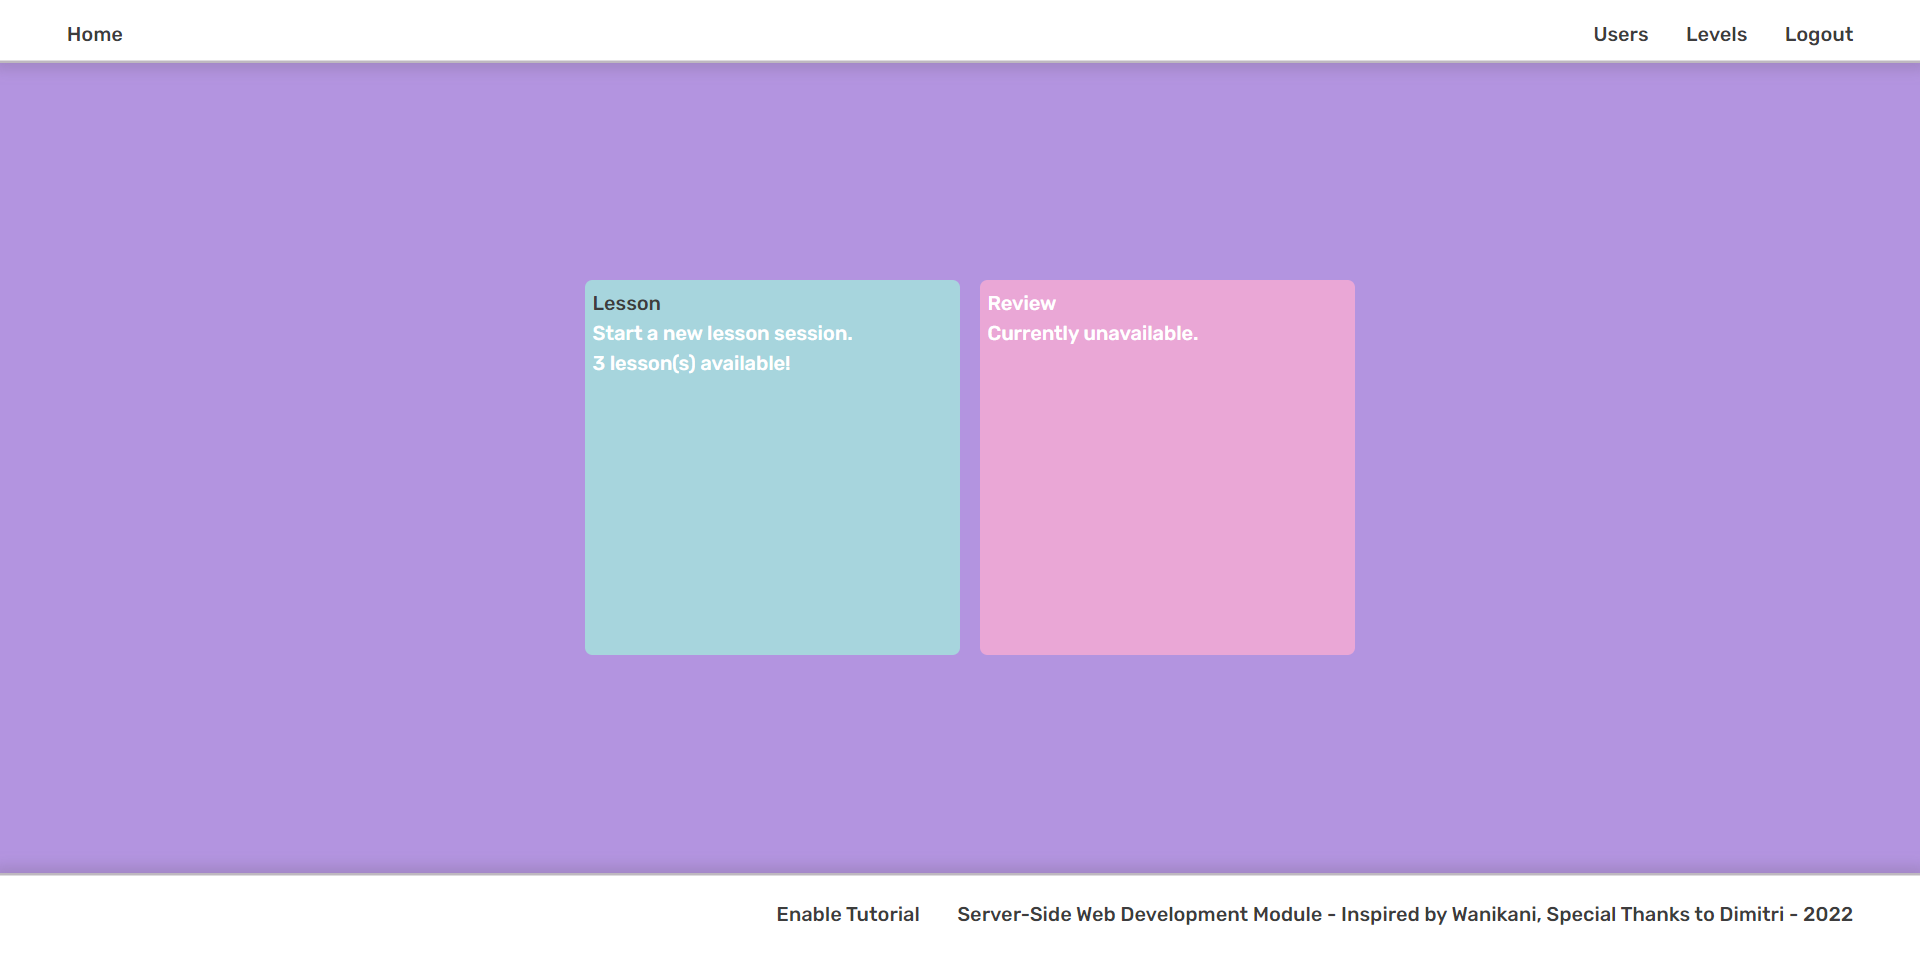 Home Users Levels Logout
Lesson
Start a new lesson session.
3 lesson(s) available!
Review
Currently unavailable.
Enable Tutorial Server-Side Web Development Module - Inspired by Wanikani, Special Thanks to Dimitri - 2022